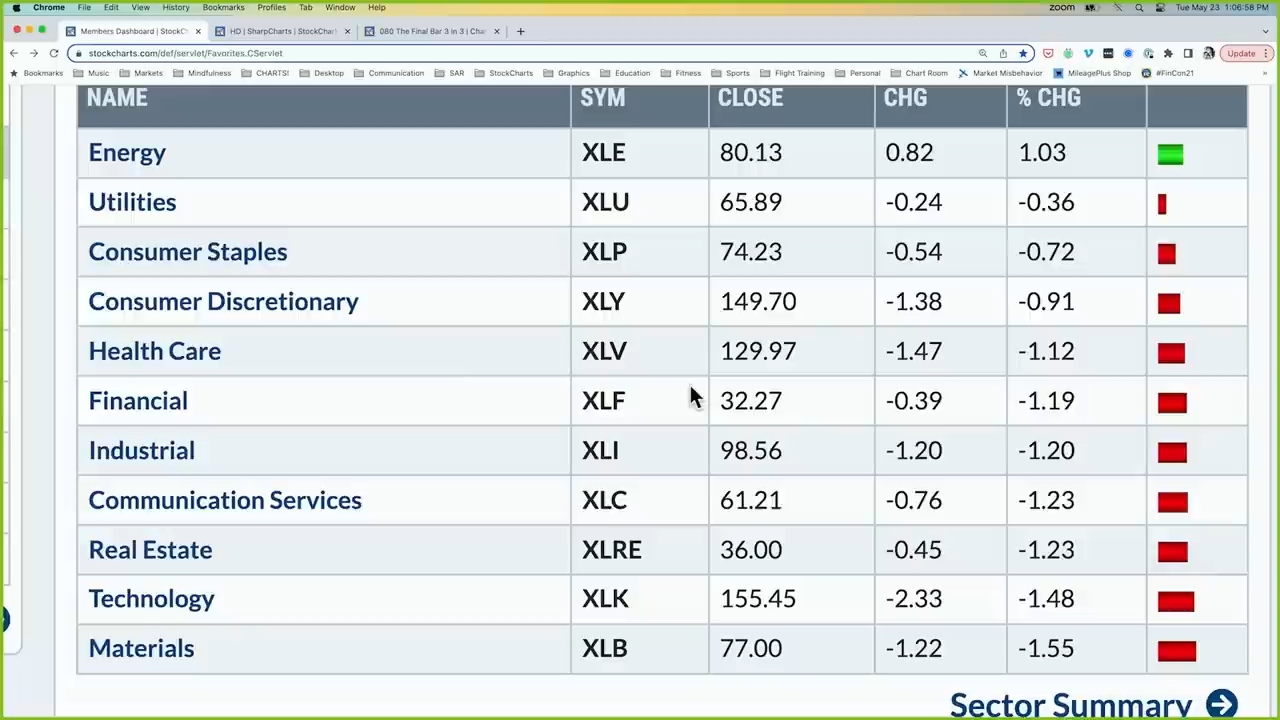 Chrome File Edit View History Bookmarks Profiles Tab Window Help zoom Tue May 23 1:06:58 PM
Members Dashboard | StockC × HD | SharpCharts | StockChar × 080 The Final Bar 3 in 3 | Char × +
stockcharts.com/def/servlet/Favorites.CServlet Update
Bookmarks Music Markets Mindfulness CHARTS! Desktop Communication SAR StockCharts Graphics Education Fitness Sports Flight Training Personal Chart Room Market Misbehavior MileagePlus Shop #FinCon21 »
NAME SYM CLOSE CHG % CHG
Energy XLE 80.13 0.82 1.03
Utilities XLU 65.89 -0.24 -0.36
Consumer Staples XLP 74.23 -0.54 -0.72
Consumer Discretionary XLY 149.70 -1.38 -0.91
Health Care XLV 129.97 -1.47 -1.12
Financial XLF 32.27 -0.39 -1.19
Industrial XLI 98.56 -1.20 -1.20
Communication Services XLC 61.21 -0.76 -1.23
Real Estate XLRE 36.00 -0.45 -1.23
Technology XLK 155.45 -2.33 -1.48
Materials XLB 77.00 -1.22 -1.55
Sector Summary